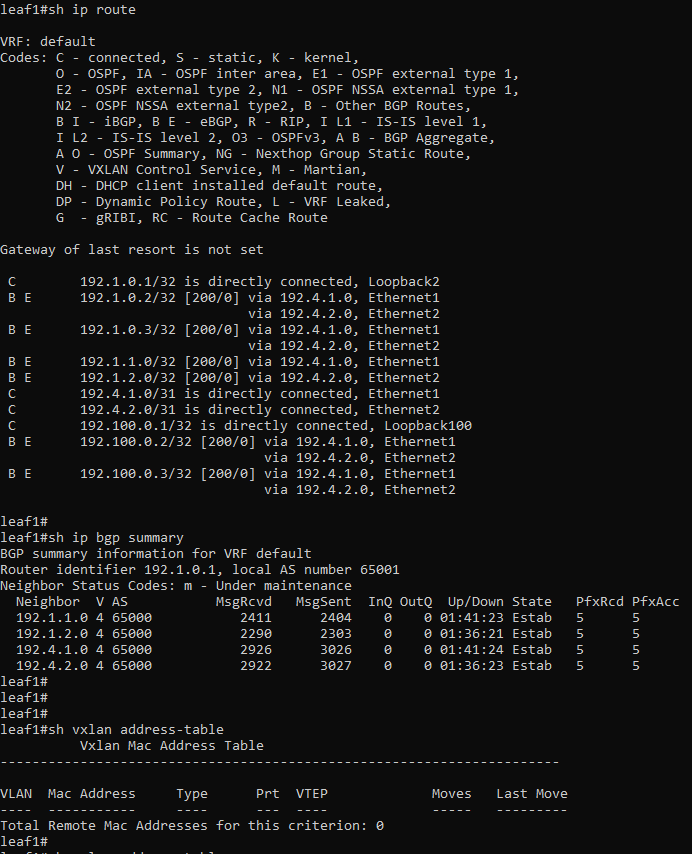 leaf1#sh ip route

VRF: default
Codes: C - connected, S - static, K - kernel,
       O - OSPF, IA - OSPF inter area, E1 - OSPF external type 1,
       E2 - OSPF external type 2, N1 - OSPF NSSA external type 1,
       N2 - OSPF NSSA external type2, B - Other BGP Routes,
       B I - iBGP, B E - eBGP, R - RIP, I L1 - IS-IS level 1,
       I L2 - IS-IS level 2, O3 - OSPFv3, A B - BGP Aggregate,
       A O - OSPF Summary, NG - Nexthop Group Static Route,
       V - VXLAN Control Service, M - Martian,
       DH - DHCP client installed default route,
       DP - Dynamic Policy Route, L - VRF Leaked,
       G  - gRIBI, RC - Route Cache Route

Gateway of last resort is not set

 C        192.1.0.1/32 is directly connected, Loopback2
 B E      192.1.0.2/32 [200/0] via 192.4.1.0, Ethernet1
                               via 192.4.2.0, Ethernet2
 B E      192.1.0.3/32 [200/0] via 192.4.1.0, Ethernet1
                               via 192.4.2.0, Ethernet2
 B E      192.1.1.0/32 [200/0] via 192.4.1.0, Ethernet1
 B E      192.1.2.0/32 [200/0] via 192.4.2.0, Ethernet2
 C        192.4.1.0/31 is directly connected, Ethernet1
 C        192.4.2.0/31 is directly connected, Ethernet2
 C        192.100.0.1/32 is directly connected, Loopback100
 B E      192.100.0.2/32 [200/0] via 192.4.1.0, Ethernet1
                                 via 192.4.2.0, Ethernet2
 B E      192.100.0.3/32 [200/0] via 192.4.1.0, Ethernet1
                                 via 192.4.2.0, Ethernet2

leaf1#
leaf1#sh ip bgp summary
BGP summary information for VRF default
Router identifier 192.1.0.1, local AS number 65001
Neighbor Status Codes: m - Under maintenance
  Neighbor  V AS           MsgRcvd   MsgSent  InQ OutQ  Up/Down State   PfxRcd PfxAcc
  192.1.1.0 4 65000           2411      2404    0    0 01:41:23 Estab   5      5
  192.1.2.0 4 65000           2290      2303    0    0 01:36:21 Estab   5      5
  192.4.1.0 4 65000           2926      3026    0    0 01:41:24 Estab   5      5
  192.4.2.0 4 65000           2922      3027    0    0 01:36:23 Estab   5      5
leaf1#
leaf1#
leaf1#
leaf1#sh vxlan address-table
          Vxlan Mac Address Table
----------------------------------------------------------------------

VLAN  Mac Address     Type      Prt  VTEP             Moves   Last Move
----  -----------     ----      ---  ----             -----   ---------
Total Remote Mac Addresses for this criterion: 0
leaf1#